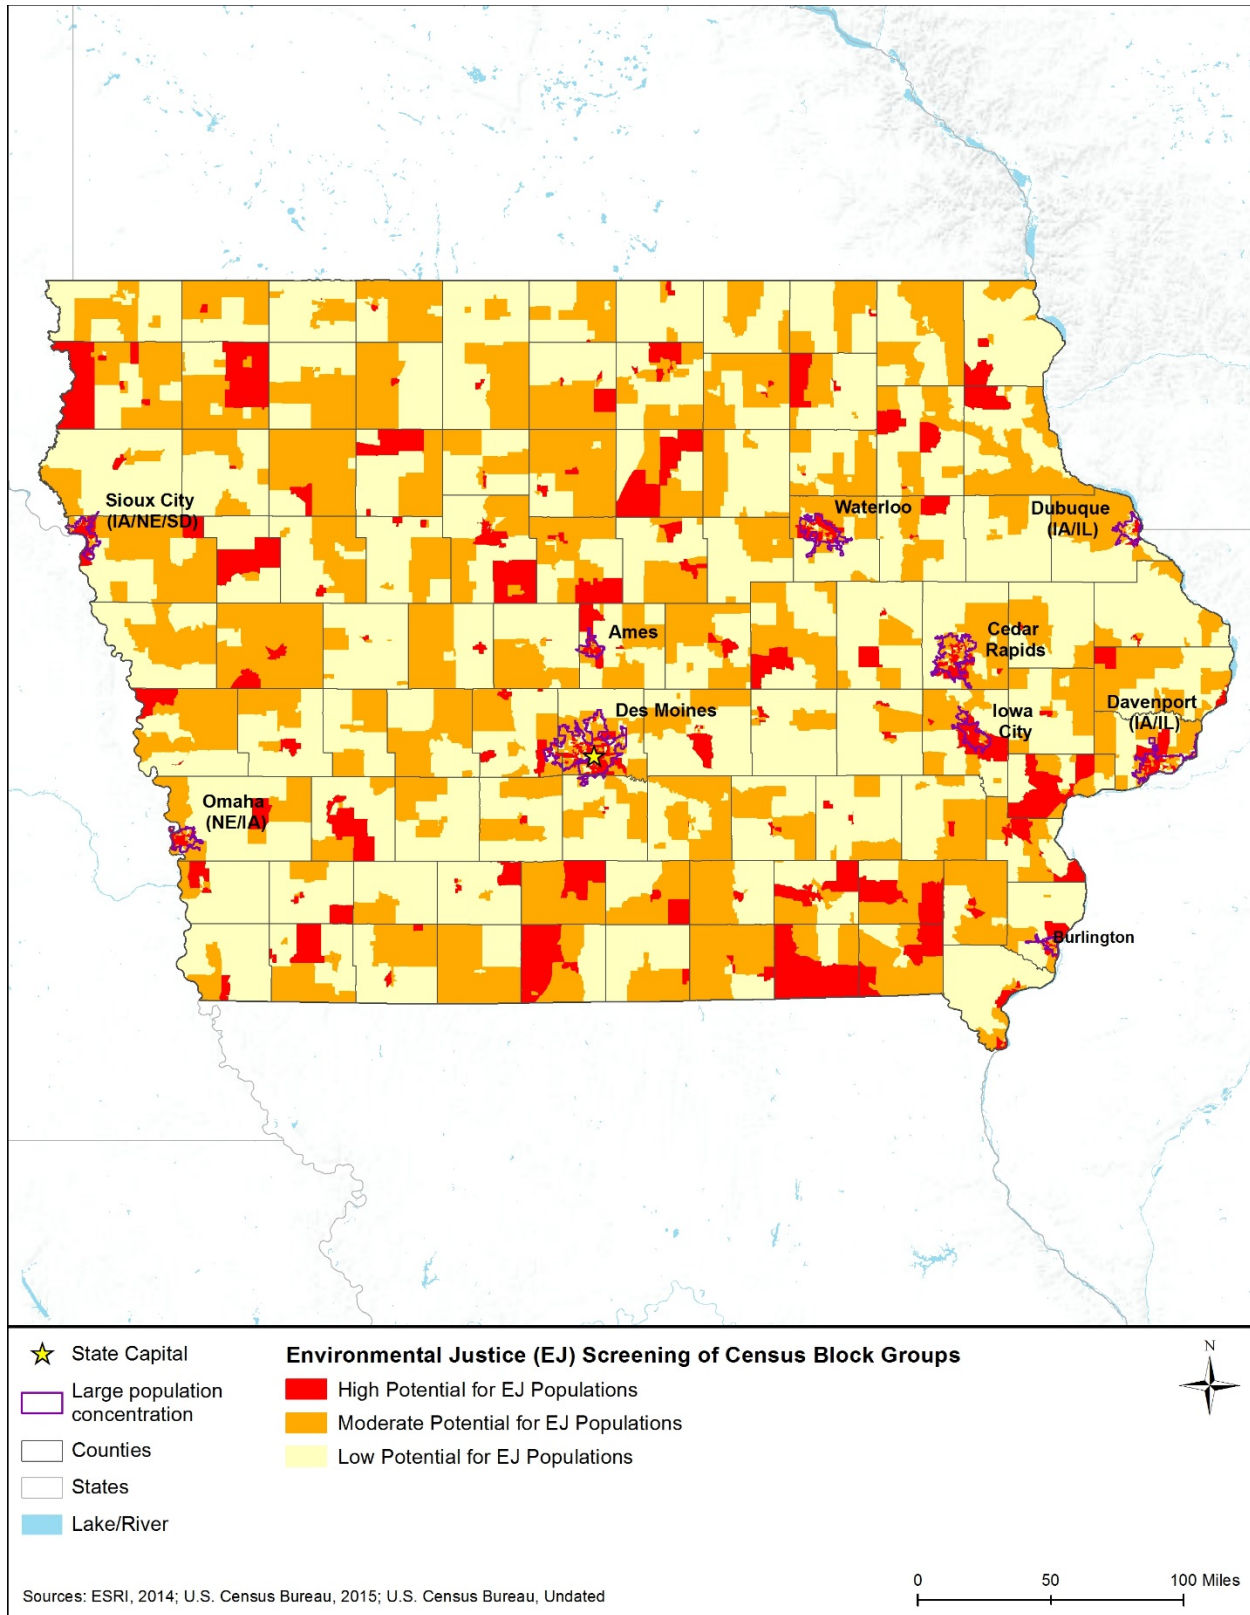 Sioux City
(IA/NE/SD)
Waterloo
Dubuque
(IA/IL)
Ames
Cedar
Rapids
Des Moines
Iowa
City
Davenport
(IA/IL)
Omaha
(NE/IA)
Burlington
State Capital
Large population
concentration
Counties
States
Lake/River
Environmental Justice (EJ) Screening of Census Block Groups
High Potential for EJ Populations
Moderate Potential for EJ Populations
Low Potential for EJ Populations
N
Sources: ESRI, 2014; U.S. Census Bureau, 2015; U.S. Census Bureau, Undated
0 50 100 Miles